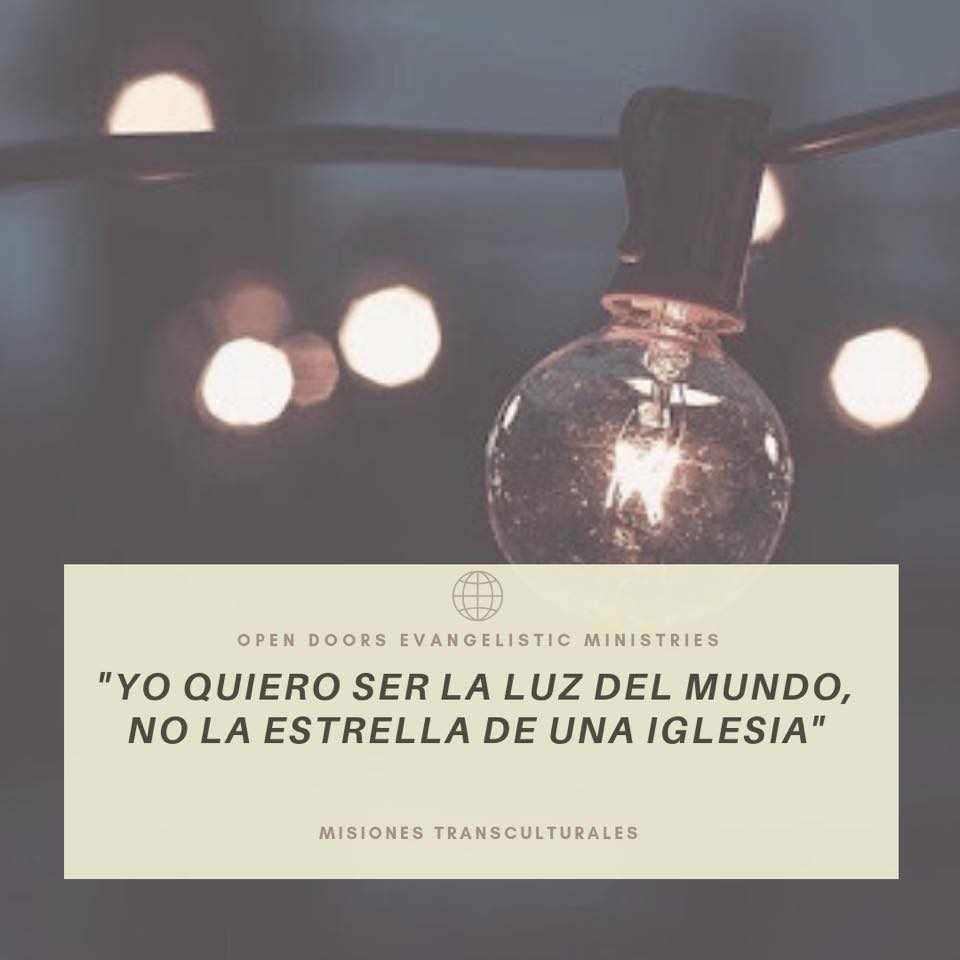 OPEN DOORS EVANGELISTIC MINISTRIES
"YO QUIERO SER LA LUZ DEL MUNDO,
NO LA ESTRELLA DE UNA IGLESIA"
MISIONES TRANSCULTURALES